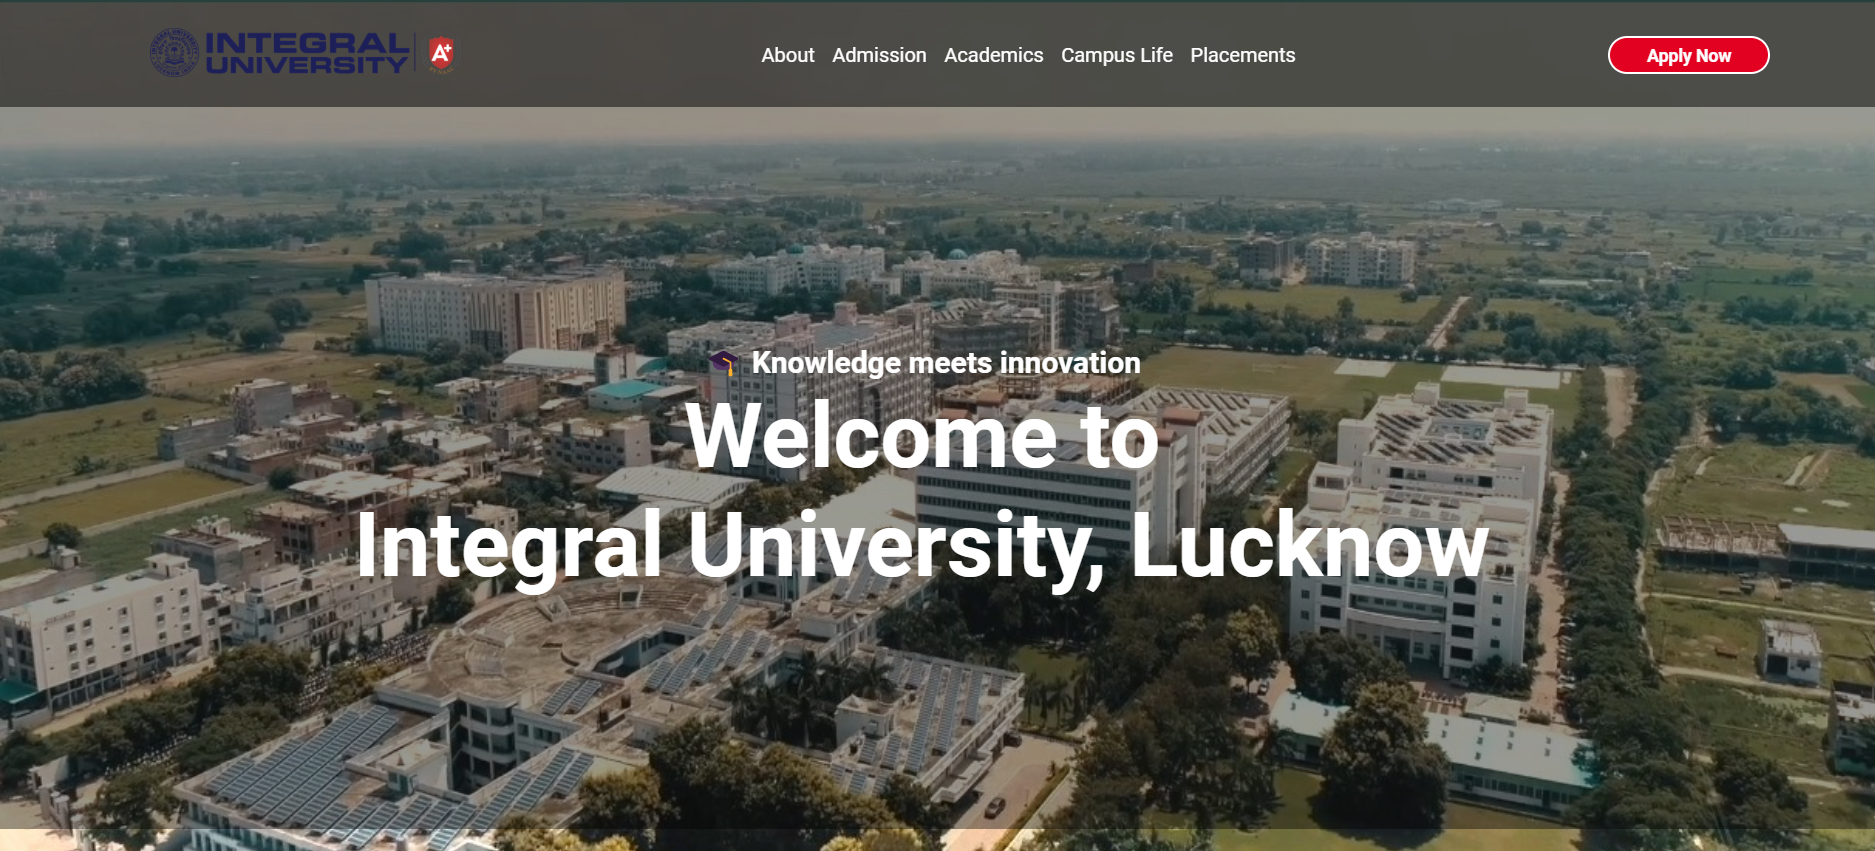 INTEGRAL
UNIVERSITY
A+
About Admission Academics Campus Life Placements
Apply Now
🎓 Knowledge meets innovation
Welcome to
Integral University, Lucknow